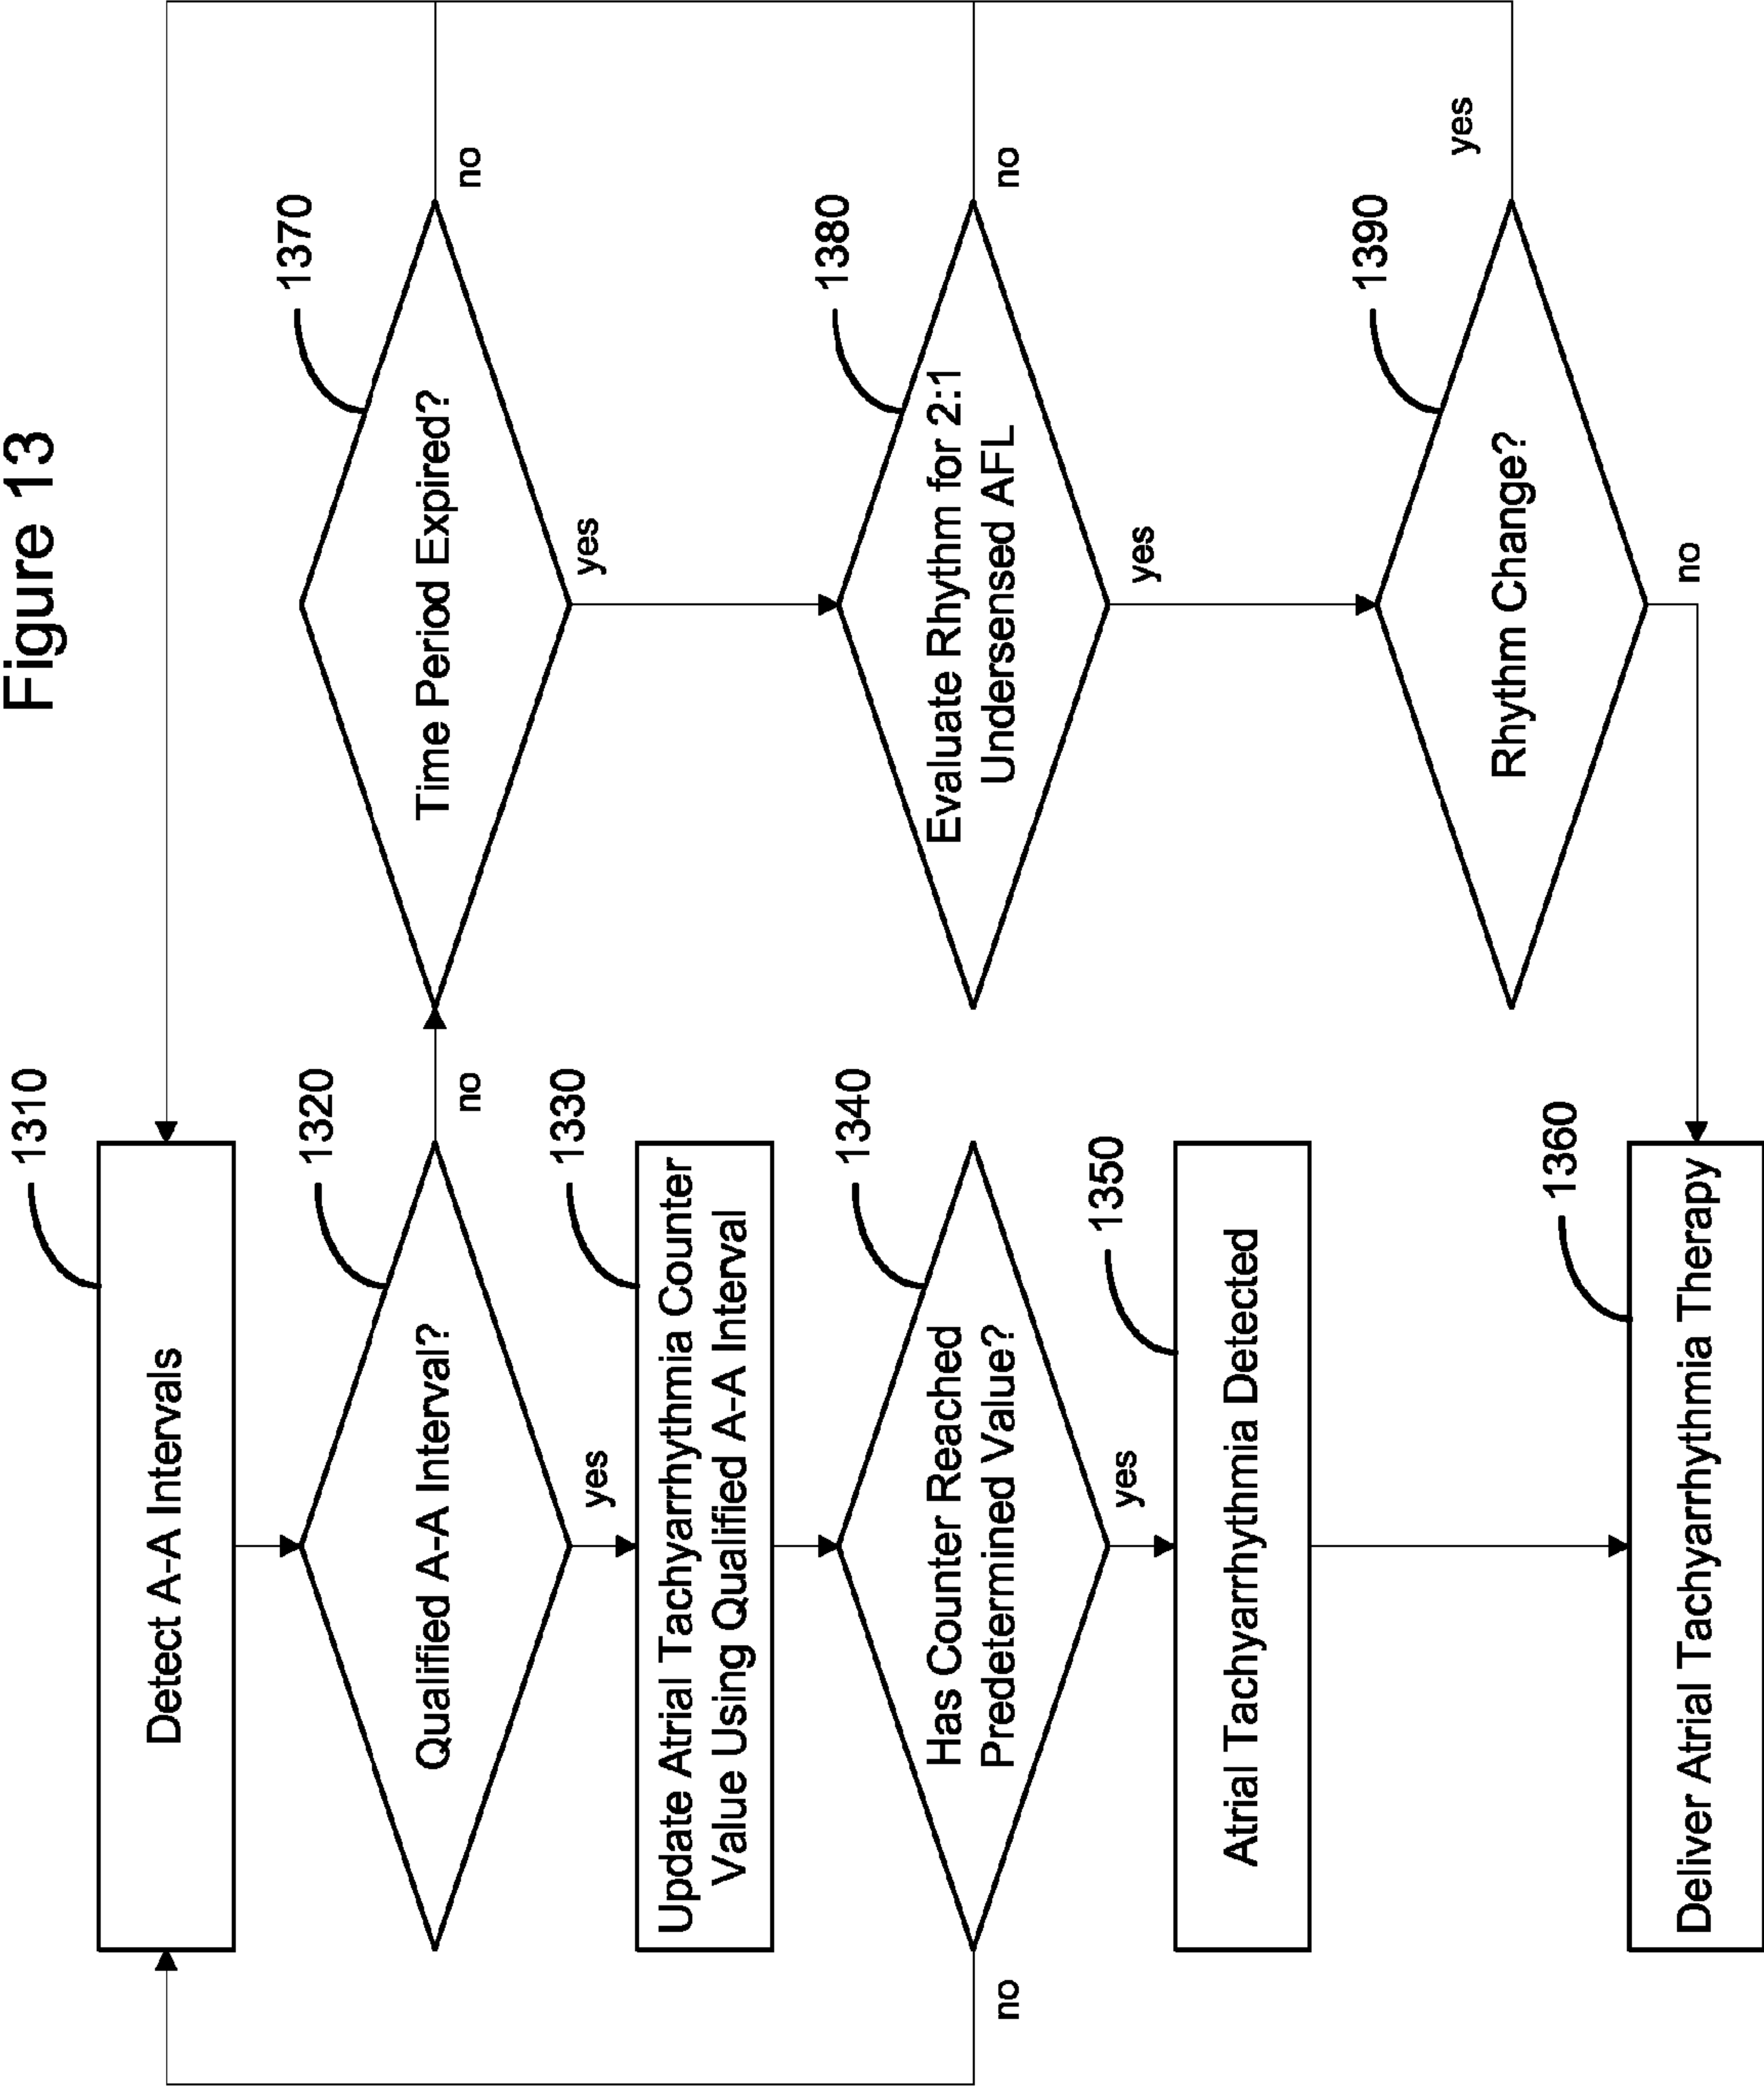 Figure 13
1310
Detect A-A Intervals
1320
Qualified A-A Interval?
no
yes
1330
Update Atrial Tachyarrhythmia Counter
Value Using Qualified A-A Interval
1340
Has Counter Reached
Predetermined Value?
no
yes
1350
Atrial Tachyarrhythmia Detected
1360
Deliver Atrial Tachyarrhythmia Therapy
1370
Time Period Expired?
no
yes
1380
Evaluate Rhythm for 2:1
Undersensed AFL
no
yes
1390
Rhythm Change?
yes
no